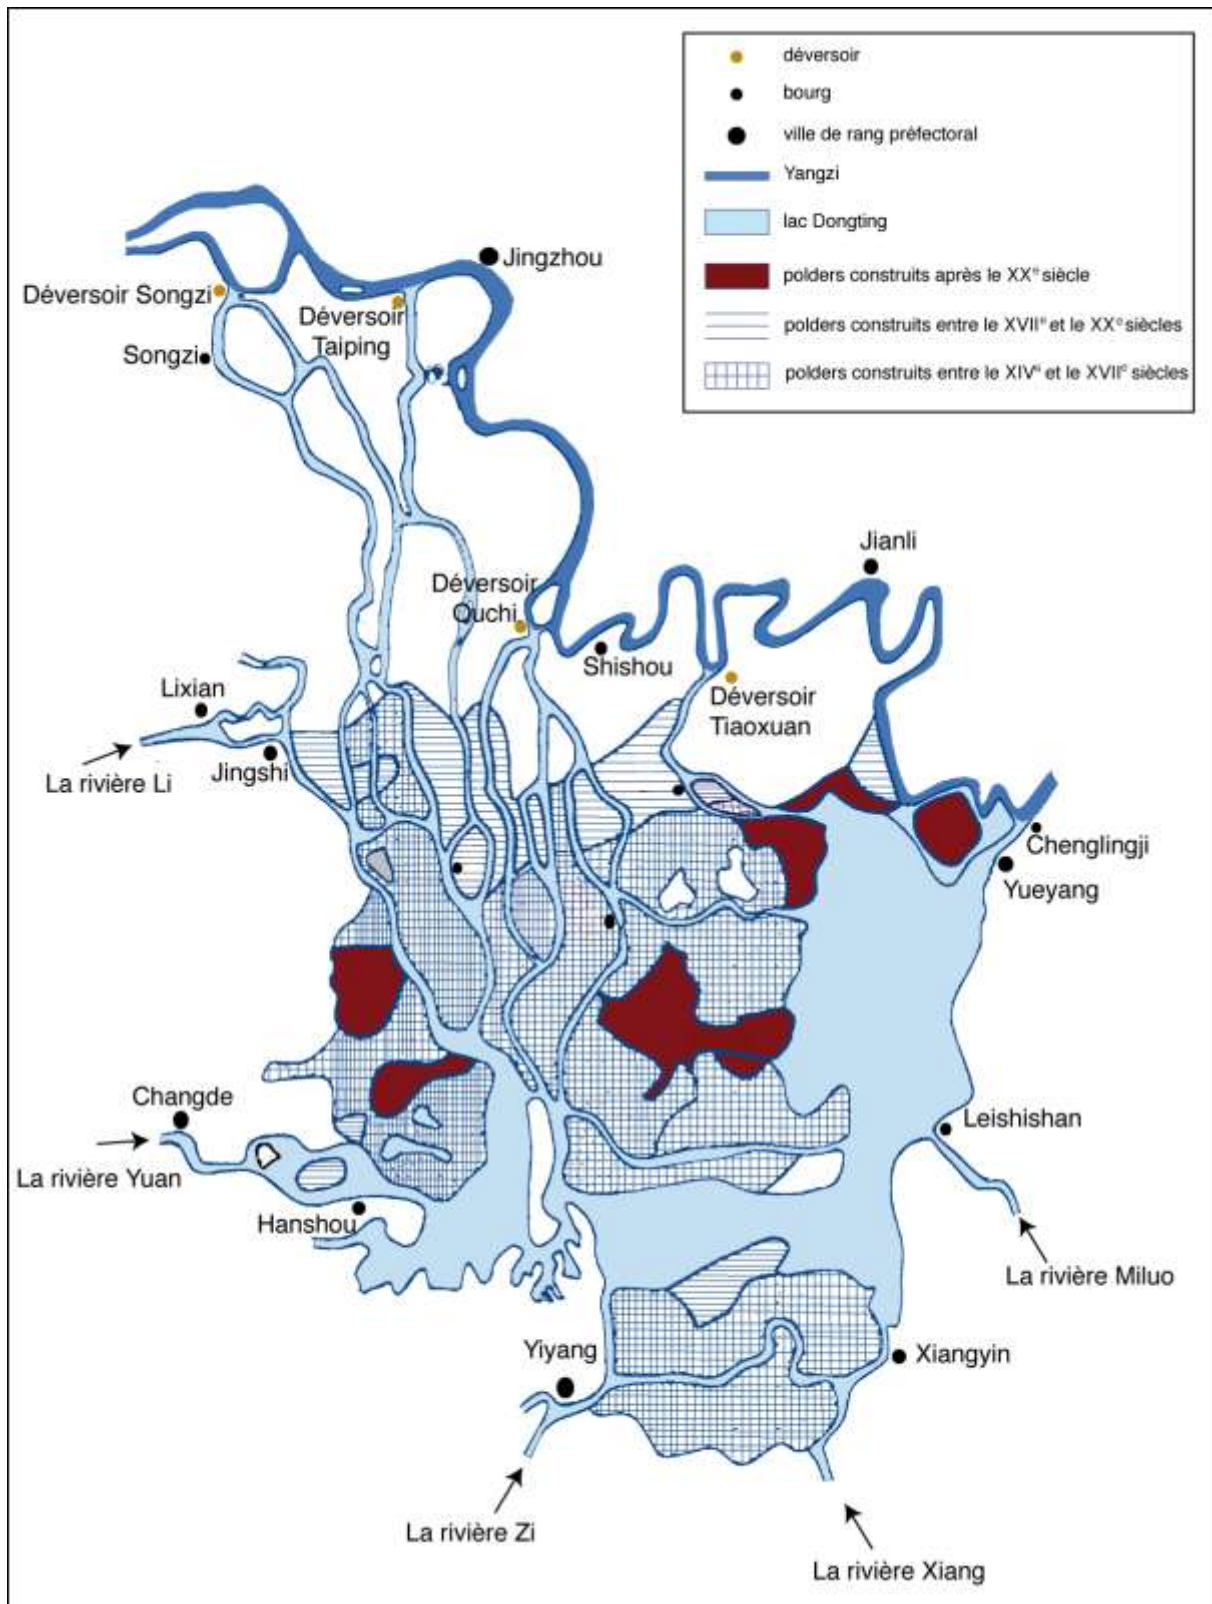 déversoir
bourg
ville de rang préfectoral
Yangzi
lac Dongting
polders construits après le XXe siècle
polders construits entre le XVIIe et le XXe siècles
polders construits entre le XIVe et le XVIIe siècles
Jingzhou
Déversoir Songzi
Déversoir
Taiping
Songzi
Jianli
Déversoir
Ouchi
Shishou
Lixian
Déversoir
Tiaoxuan
Jingshi
La rivière Li
Chenglingji
Yueyang
Changde
Leishishan
La rivière Yuan
Hanshou
La rivière Miluo
Yiyang
Xiangyin
La rivière Zi
La rivière Xiang